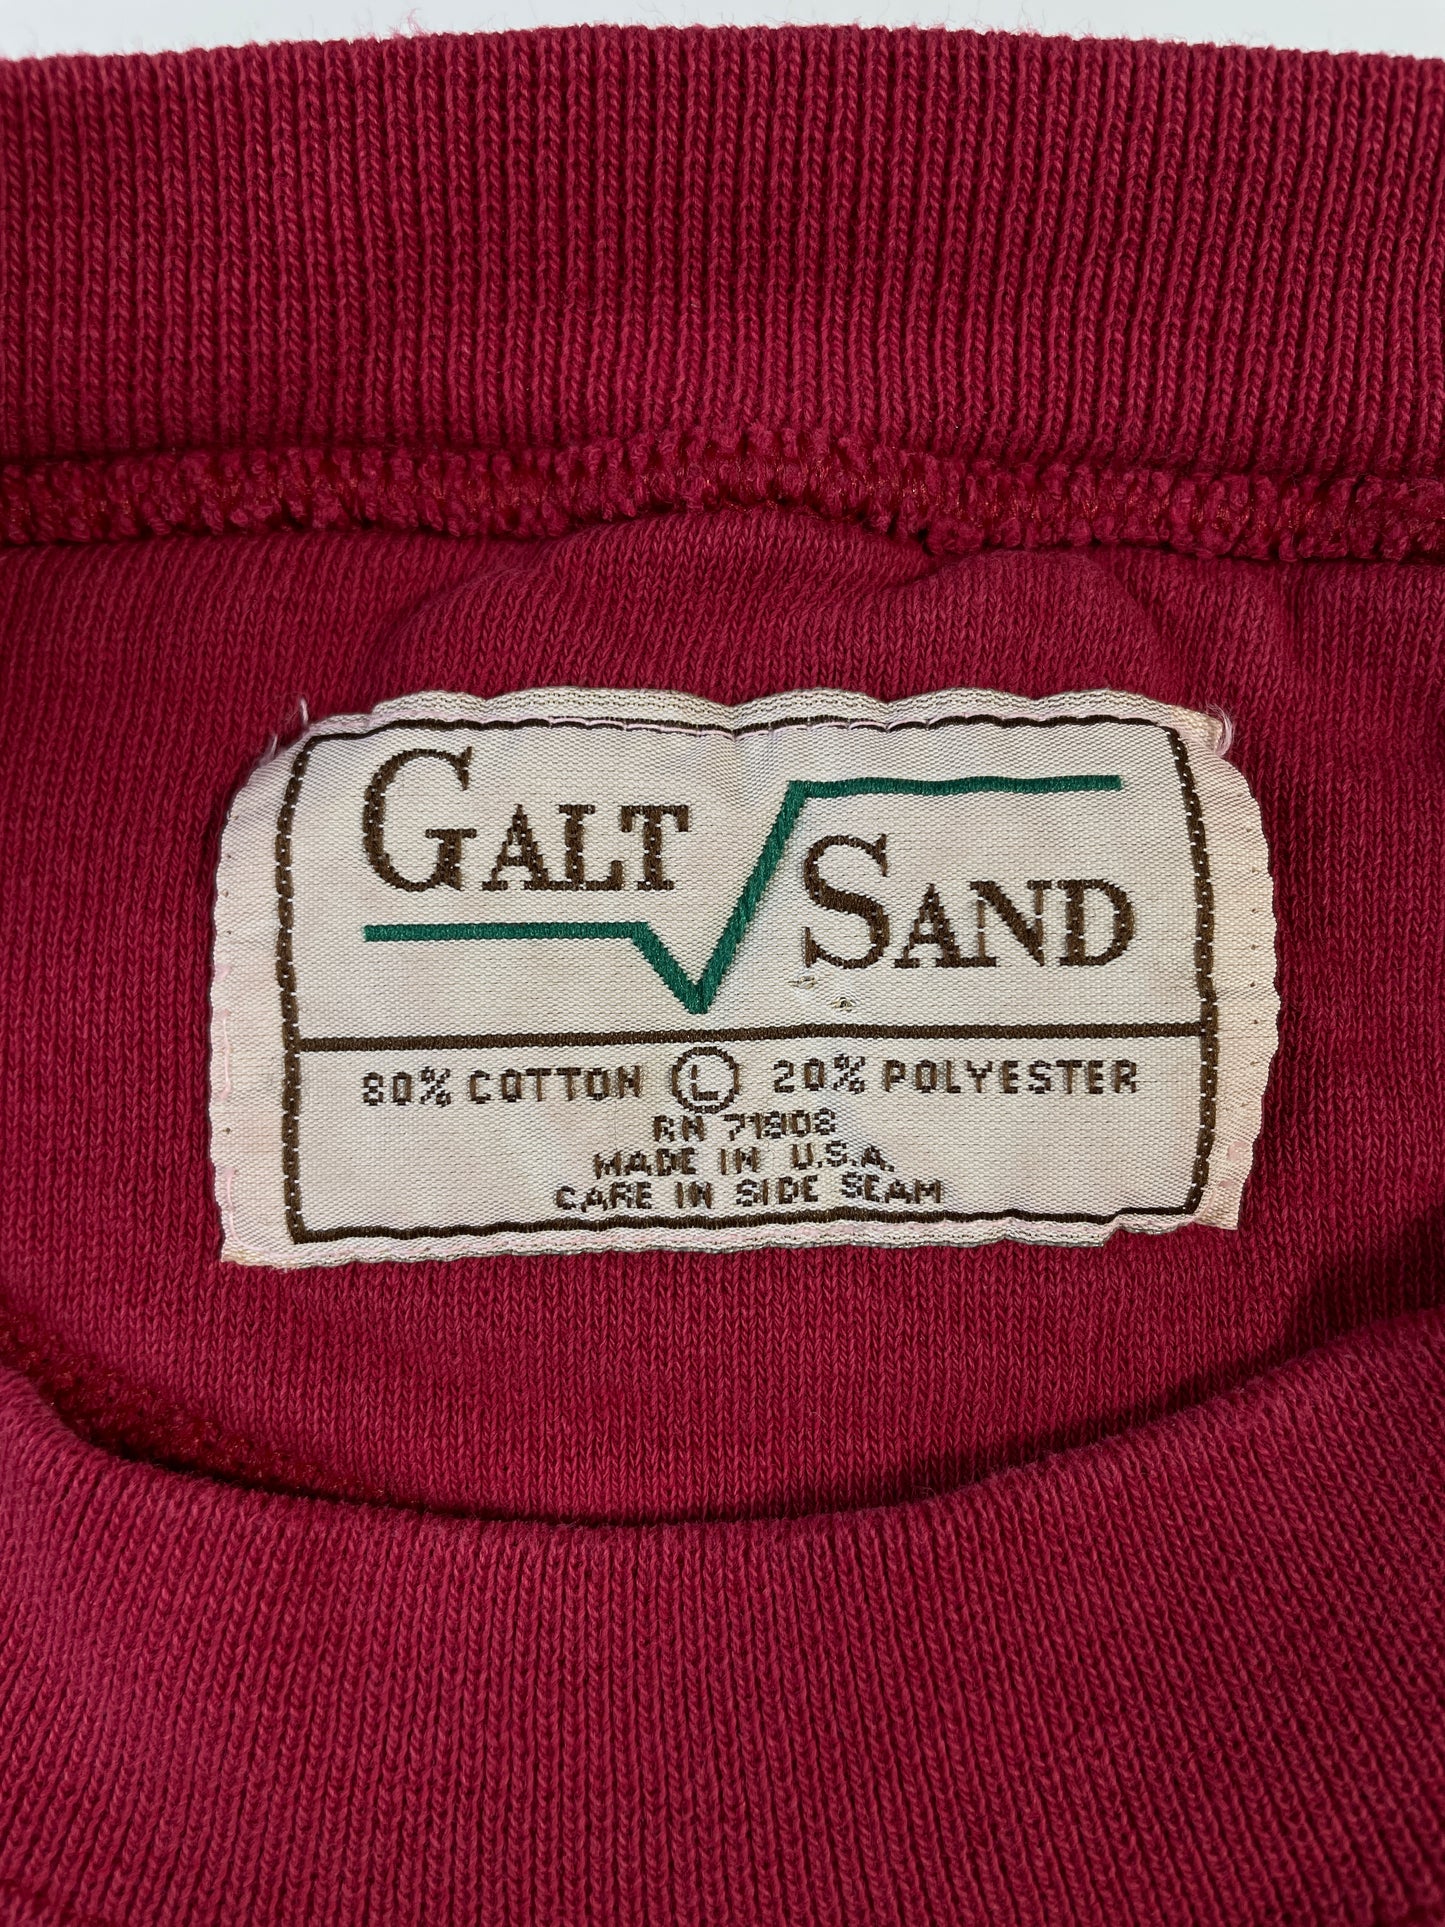 GALT SAND
80% COTTON L 20% POLYESTER
RN 71808
MADE IN U.S.A.
CARE IN SIDE SEAM